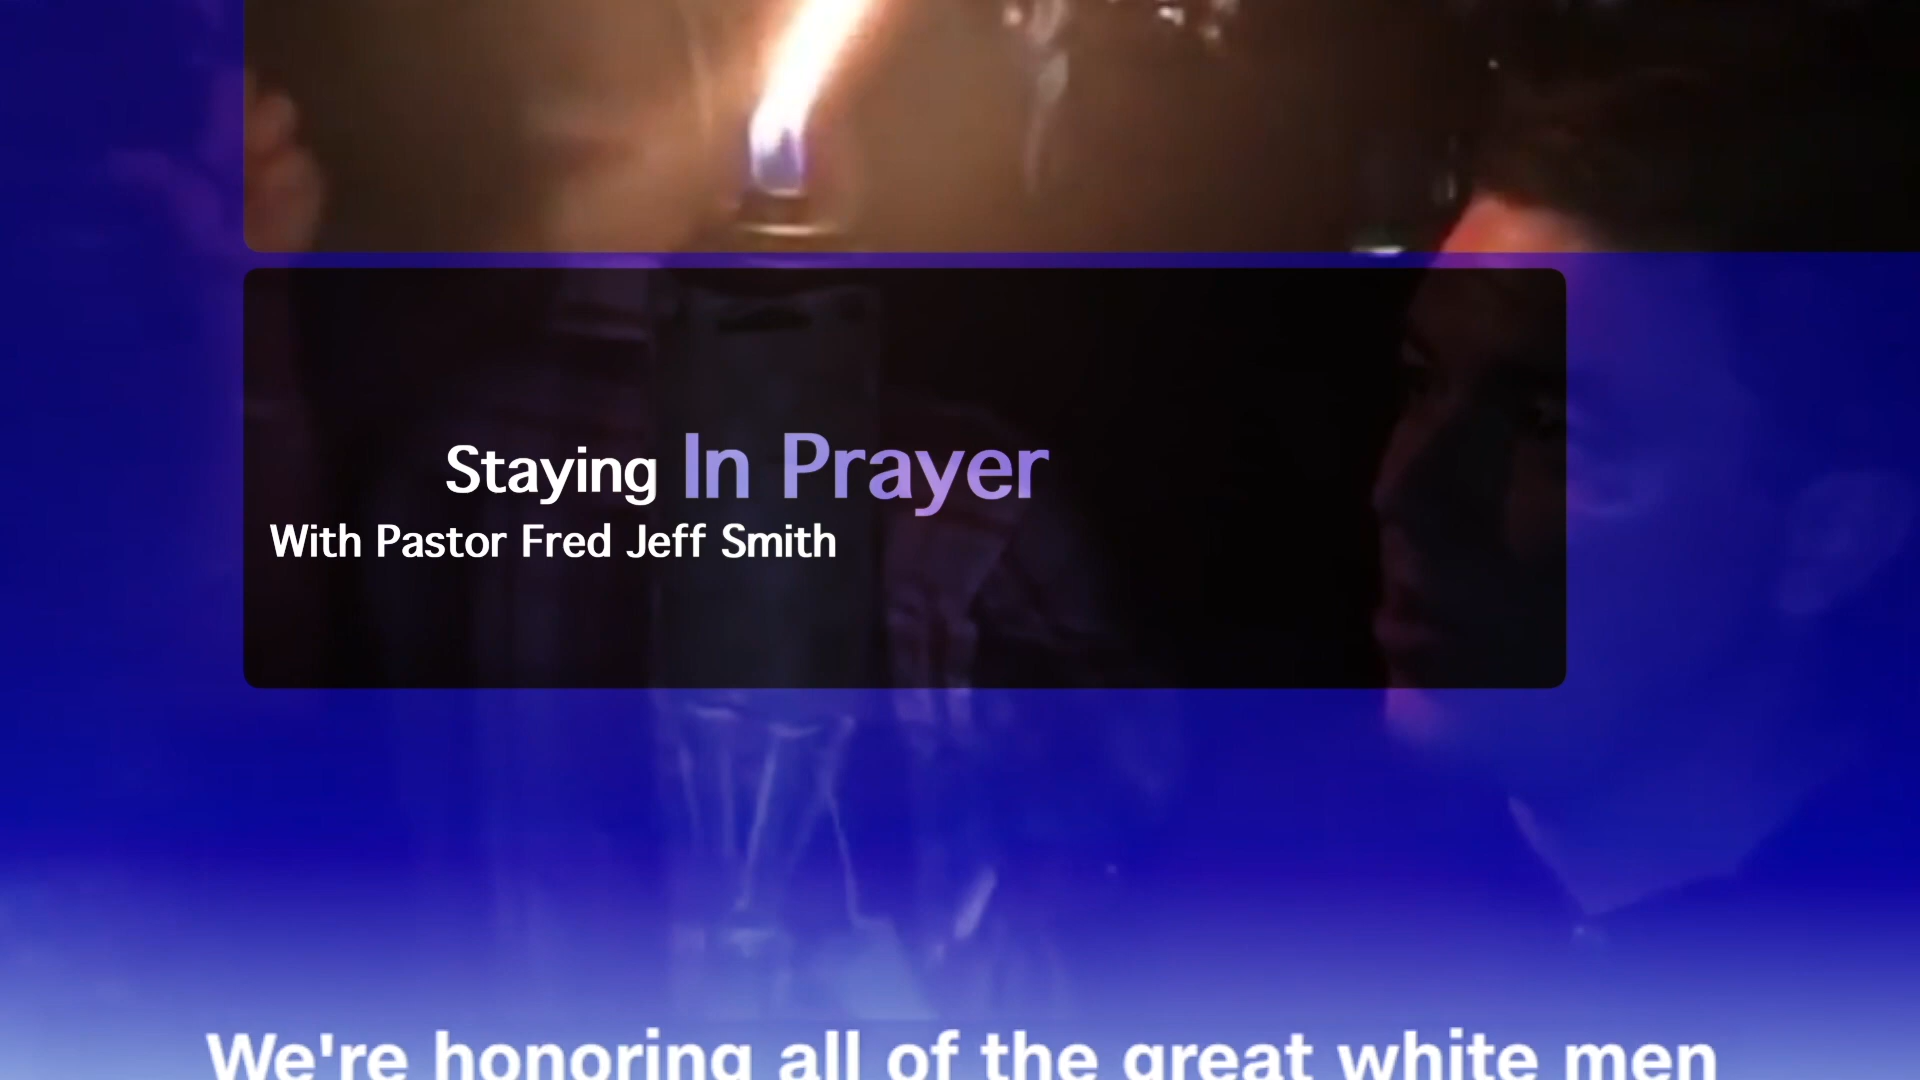 Staying In Prayer
With Pastor Fred Jeff Smith
We're honoring all of the great white men